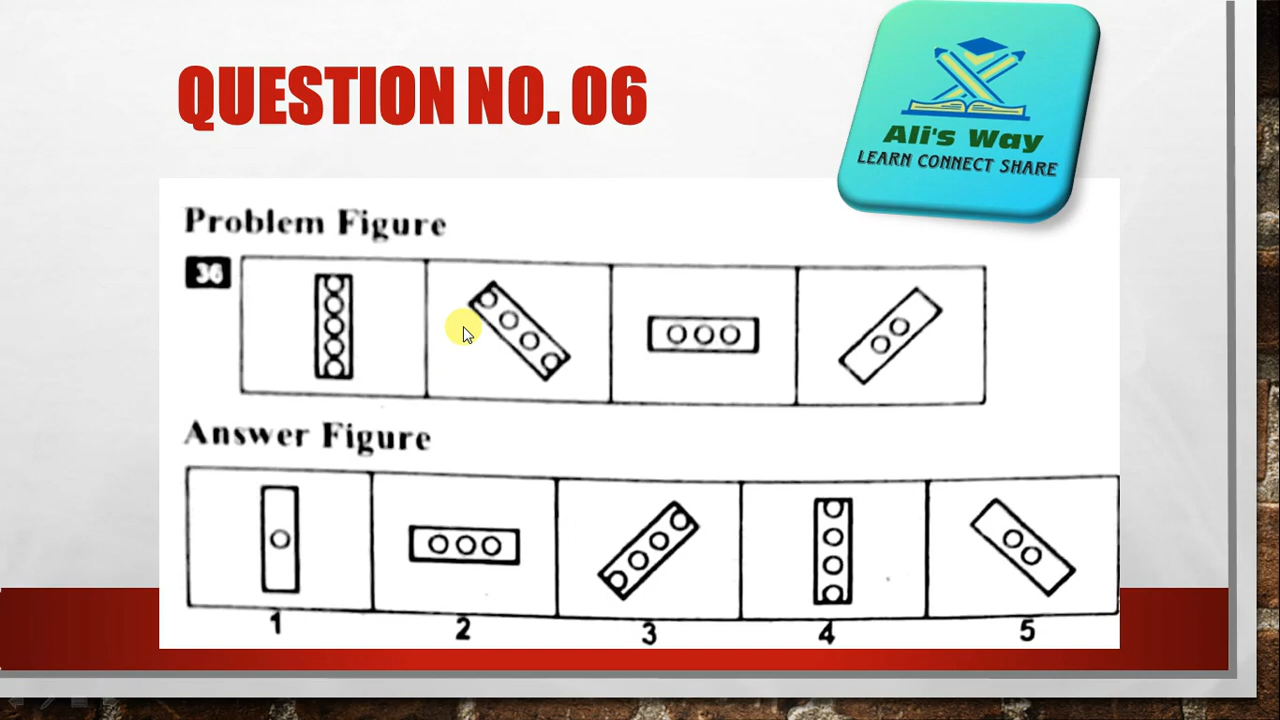 QUESTION NO. 06
Ali's Way
LEARN CONNECT SHARE
Problem Figure
36
Answer Figure
1 2 3 4 5